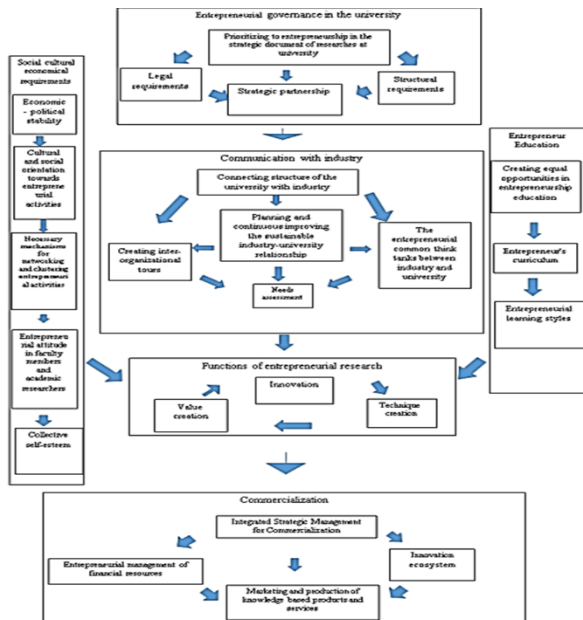 Entrepreneurial governance in the university
Prioritizing to entrepreneurship in the
strategic document of researches at
university
Legal
requirements
Strategic partnership
Structural
requirements
Social cultural
economical
requirements
Economic
- political
stability
Cultural
and social
orientation
towards
entreprene
urial
activities
Necessary
mechanisms
for
networking
and clustering
entrepreneuri
al activities
Entreprene
urial attitude
in faculty
members
and
academic
researchers
Collective
self-esteem
Communication with industry
Connecting structure of the
university with industry
Planning and
continuous improving
the sustainable
industry-university
relationship
Creating inter-
organizational
tours
The
entrepreneurial
common think
tanks between
industry and
university
Needs
assessment
Entrepreneur
Education
Creating equal
opportunities in
entrepreneurship
education
Entrepreneur's
curriculum
Entrepreneurial
learning styles
Functions of entrepreneurial research
Innovation
Value
creation
Technique
creation
Commercialization
Integrated Strategic Management
for Commercialization
Entrepreneurial management of
financial resources
Innovation
ecosystem
Marketing and production of
knowledge based products and
services